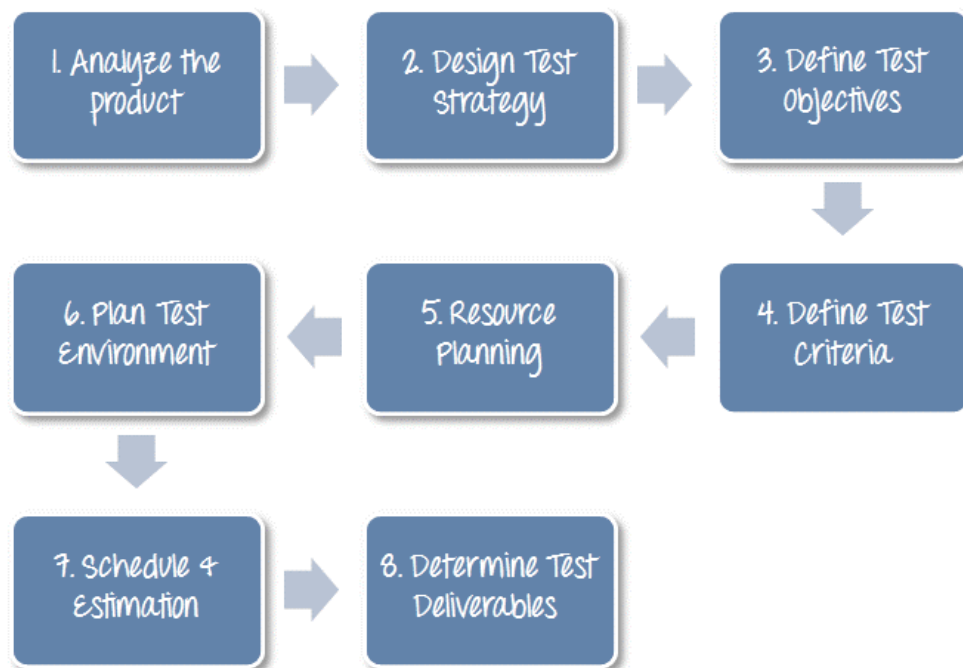 1. Analyze the
product
2. Design Test
Strategy
3. Define Test
Objectives
4. Define Test
Criteria
5. Resource
Planning
6. Plan Test
Environment
7. Schedule &
Estimation
8. Determine Test
Deliverables